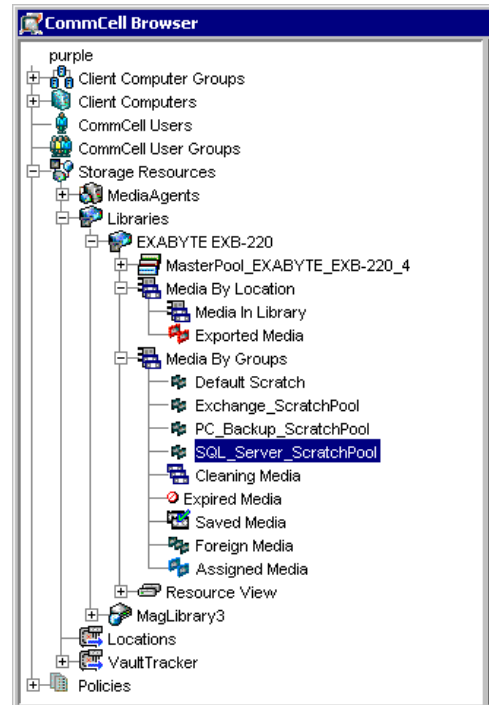 CommCell Browser
purple
Client Computer Groups
Client Computers
CommCell Users
CommCell User Groups
Storage Resources
MediaAgents
Libraries
EXABYTE EXB-220
MasterPool_EXABYTE_EXB-220_4
Media By Location
Media In Library
Exported Media
Media By Groups
Default Scratch
Exchange_ScratchPool
PC_Backup_ScratchPool
SQL_Server_ScratchPool
Cleaning Media
Expired Media
Saved Media
Foreign Media
Assigned Media
Resource View
MagLibrary3
Locations
VaultTracker
Policies